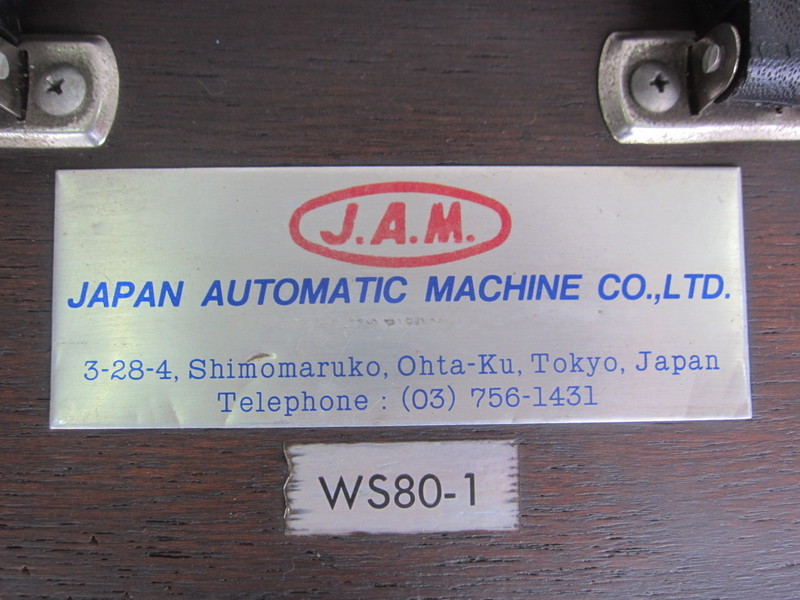 J.A.M.
JAPAN AUTOMATIC MACHINE CO.,LTD.
3-28-4, Shimomaruko, Ohta-Ku, Tokyo, Japan
Telephone : (03) 756-1431
WS80-1